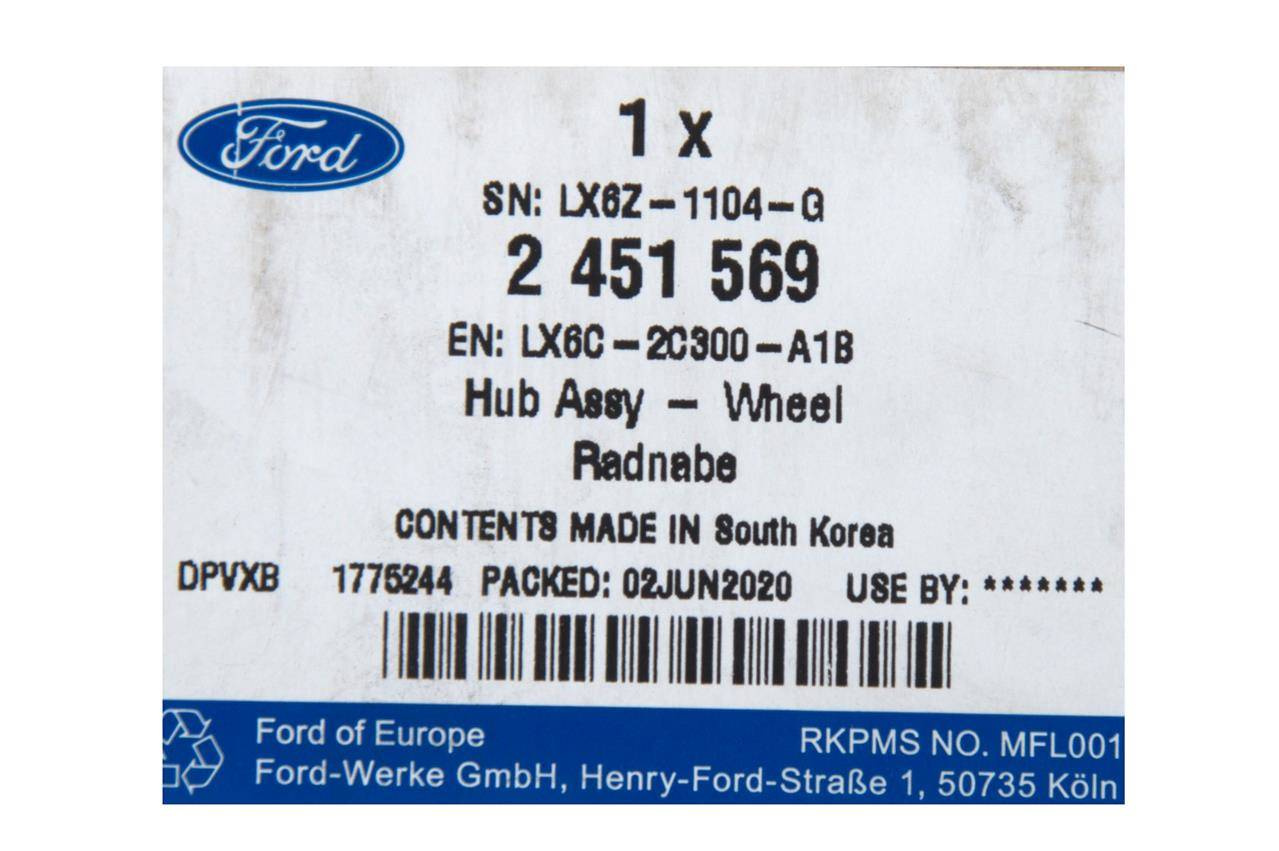 Ford
1 x
SN: LX6Z-1104-G
2 451 569
EN: LX6C-2C300-A1B
Hub Assy - Wheel
Radnabe
CONTENTS MADE IN South Korea
DPVXB 1775244 PACKED: 02JUN2020 USE BY: *******
Ford of Europe RKPMS NO. MFL001
Ford-Werke GmbH, Henry-Ford-Straße 1, 50735 Köln